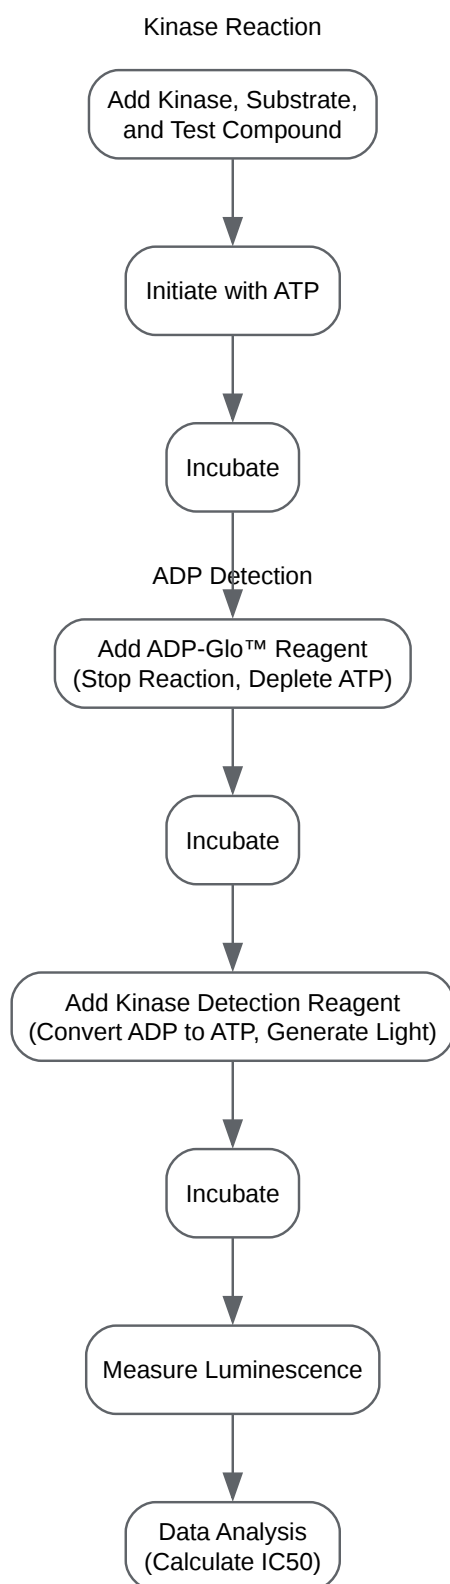 Kinase Reaction
Add Kinase, Substrate,
and Test Compound
Initiate with ATP
Incubate
ADP Detection
Add ADP-Glo™ Reagent
(Stop Reaction, Deplete ATP)
Incubate
Add Kinase Detection Reagent
(Convert ADP to ATP, Generate Light)
Incubate
Measure Luminescence
Data Analysis
(Calculate IC50)